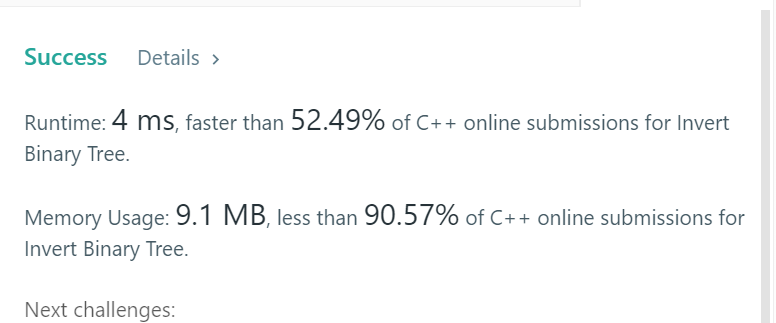 Success Details >
Runtime: 4 ms, faster than 52.49% of C++ online submissions for Invert
Binary Tree.
Memory Usage: 9.1 MB, less than 90.57% of C++ online submissions for
Invert Binary Tree.
Next challenges: